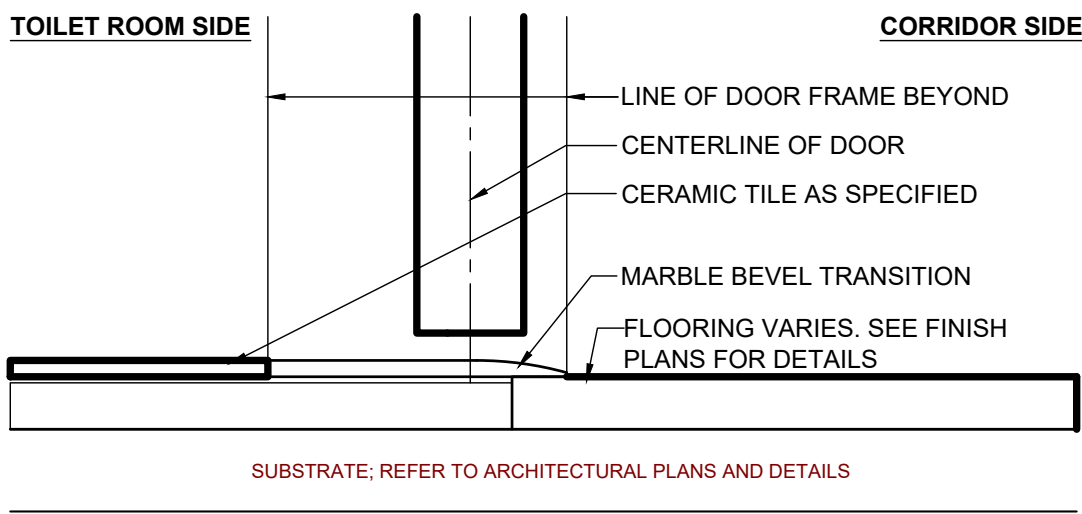 TOILET ROOM SIDE
CORRIDOR SIDE
LINE OF DOOR FRAME BEYOND
CENTERLINE OF DOOR
CERAMIC TILE AS SPECIFIED
MARBLE BEVEL TRANSITION
FLOORING VARIES. SEE FINISH
PLANS FOR DETAILS
SUBSTRATE; REFER TO ARCHITECTURAL PLANS AND DETAILS